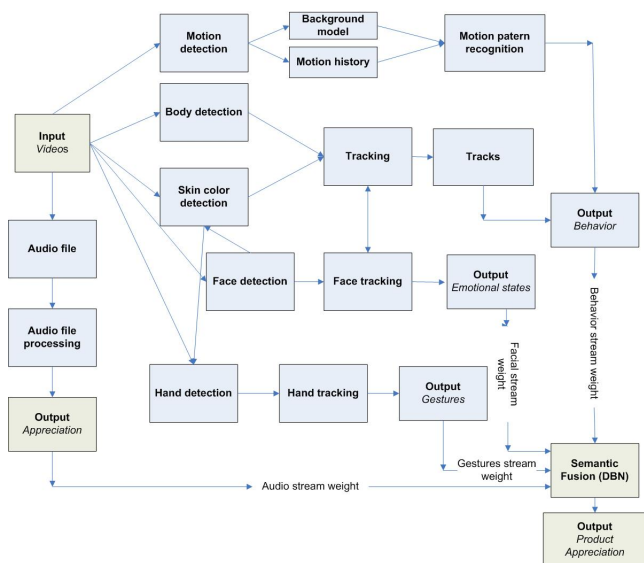 Background
model
Motion
detection
Motion history
Motion patern
recognition
Body detection
Input
Videos
Skin color
detection
Tracking
Tracks
Output
Behavior
Audio file
Face detection
Face tracking
Output
Emotional states
Behavior stream weight
Facial stream
weight
Audio file
processing
Hand detection
Hand tracking
Output
Gestures
Output
Appreciation
Gestures stream
weight
Semantic
Fusion (DBN)
Audio stream weight
Output
Product
Appreciation